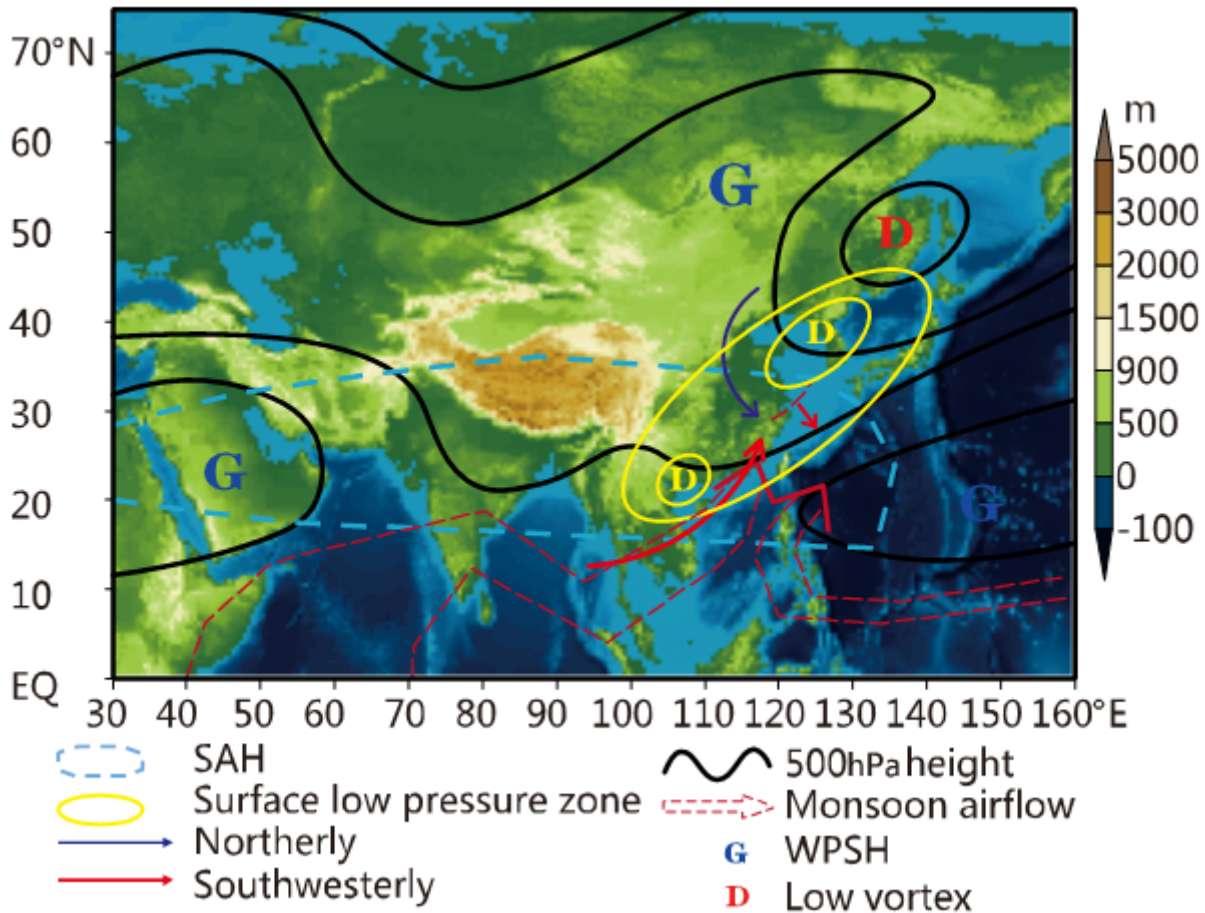 m
70°N
60
50
40
30
20
10
EQ
5000
3000
2000
1500
900
500
0
-100
G
D
D
G
D
G
30 40 50 60 70 80 90 100 110 120 130 140 150 160°E
SAH
500hPa height
Surface low pressure zone
Monsoon airflow
Northerly
G WPSH
Southwesterly
D Low vortex